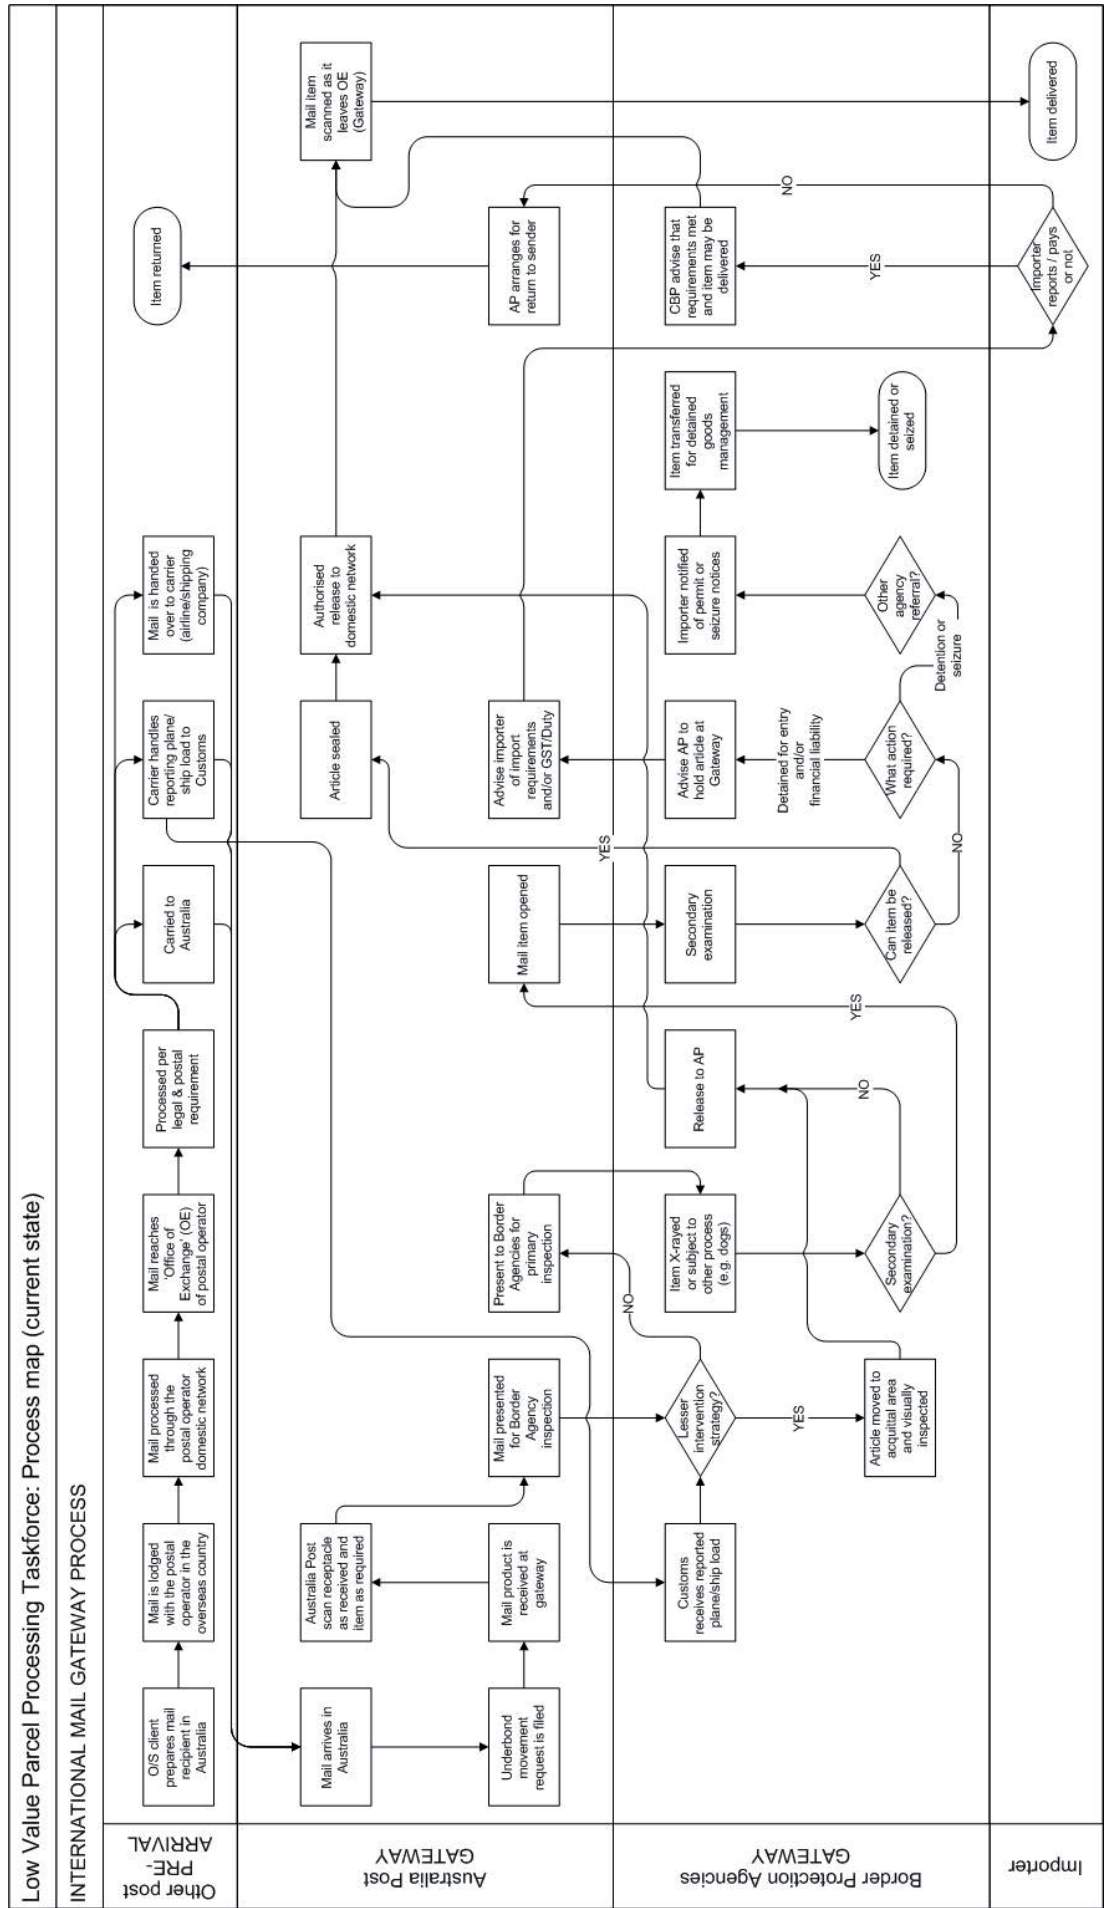 Low Value Parcel Processing Taskforce: Process map (current state)
INTERNATIONAL MAIL GATEWAY PROCESS
Other post
PRE-
ARRIVAL
O/S client
prepares mail
recipient in
Australia
Mail is lodged
with the postal
operator in the
overseas country
Mail processed
through the
postal operator
domestic network
Mail reaches
‘Office of
Exchange’ (OE)
of postal operator
Processed per
legal & postal
requirement
Carried to
Australia
Carrier handles
reporting plane/
ship load to
Customs
Mail is handed
over to carrier
(airline/shipping
company)
Item returned
Australia Post
GATEWAY
Mail arrives in
Australia
Underbond
movement
request is filed
Australia Post
scan receptacle
as received and
item as required
Mail product is
received at
gateway
Mail presented
for Border
Agency
inspection
Present to Border
Agencies for
primary
inspection
Mail item opened
Article sealed
Advise importer
of import
requirements
and/or GST/Duty
Authorised
release to
domestic network
AP arranges for
return to sender
Mail item
scanned as it
leaves OE
(Gateway)
Border Protection Agencies
GATEWAY
Customs
receives reported
plane/ship load
Lesser
intervention
strategy?
NO
YES
Article moved to
acquittal area
and visually
inspected
Item X-rayed
or subject to
other process
(e.g. dogs)
Secondary
examination?
NO
YES
Release to AP
Secondary
examination
Can item be
released?
YES
NO
Advise AP to
hold article at
Gateway
Detained for entry
and/or
financial liability
What action
required?
Detention or
seizure
Other
agency
referral?
Importer notified
of permit or
seizure notices
Item transferred
for detained
goods
management
Item detained or
seized
CBP advise that
requirements met
and item may be
delivered
YES
NO
Importer
Importer
reports / pays
or not
Item delivered